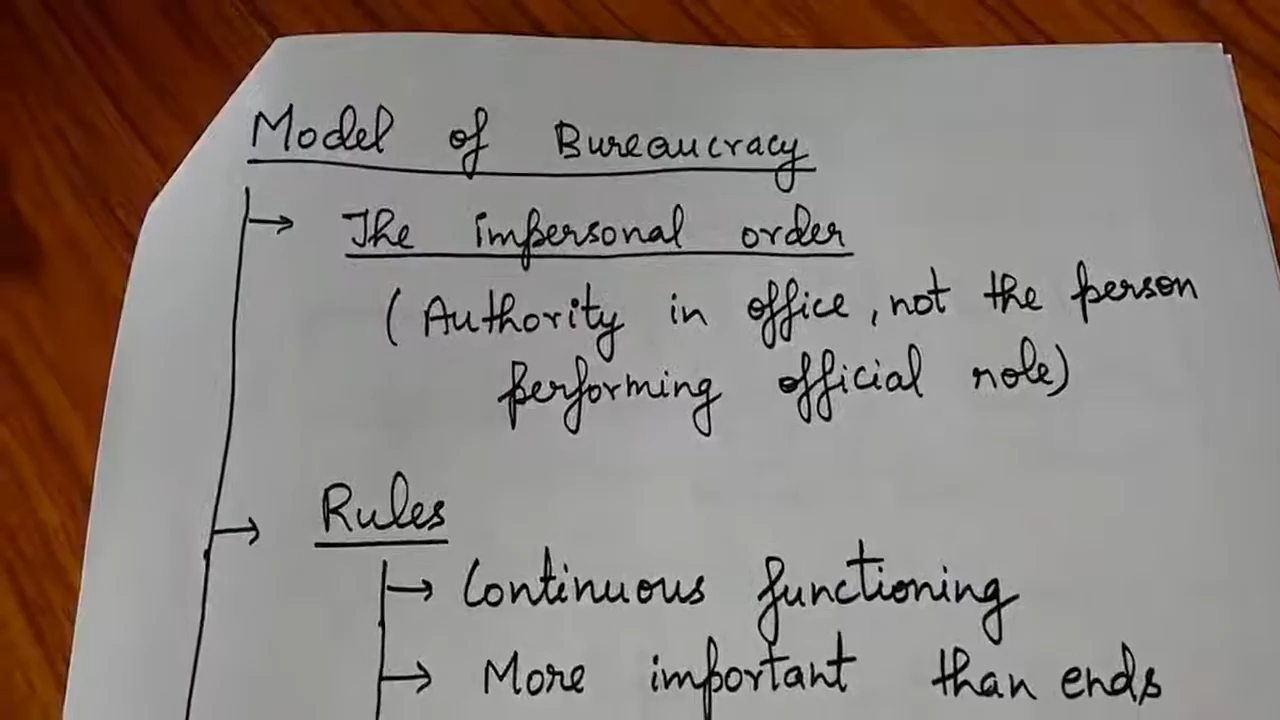 Model of Bureaucracy
→ The impersonal order
(Authority in office, not the person
performing official role)
→ Rules
→ Continuous functioning
→ More important than ends